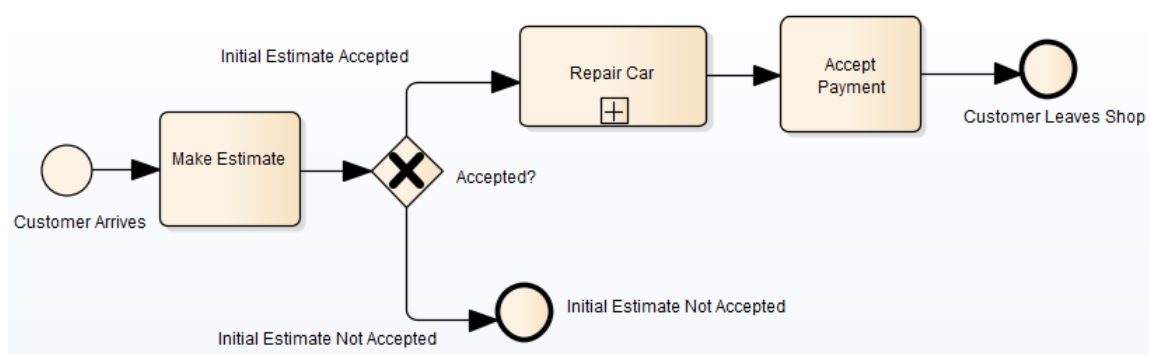 Initial Estimate Accepted
Repair Car
Accept
Payment
Customer Leaves Shop
Make Estimate
Accepted?
Customer Arrives
Initial Estimate Not Accepted
Initial Estimate Not Accepted